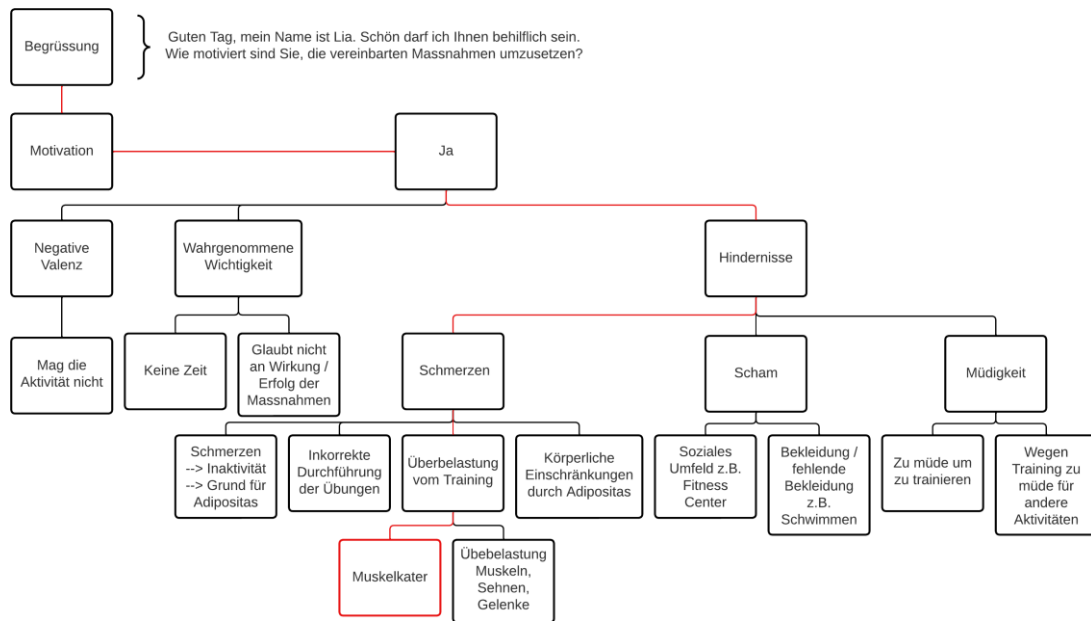 Begrüssung
Guten Tag, mein Name ist Lia. Schön darf ich Ihnen behilflich sein.
Wie motiviert sind Sie, die vereinbarten Massnahmen umzusetzen?
Motivation
Ja
Negative
Valenz
Wahrgenommene
Wichtigkeit
Hindernisse
Mag die
Aktivität nicht
Keine Zeit
Glaubt nicht
an Wirkung /
Erfolg der
Massnahmen
Schmerzen
Scham
Müdigkeit
Schmerzen
--> Inaktivität
--> Grund für
Adipositas
Inkorrekte
Durchführung
der Übungen
Überbelastung
vom Training
Körperliche
Einschränkungen
durch Adipositas
Soziales
Umfeld z.B.
Fitness
Center
Bekleidung /
fehlende
Bekleidung
z.B.
Schwimmen
Zu müde um
zu trainieren
Wegen
Training zu
müde für
andere
Aktivitäten
Muskelkater
Übebelastung
Muskeln,
Sehnen,
Gelenke